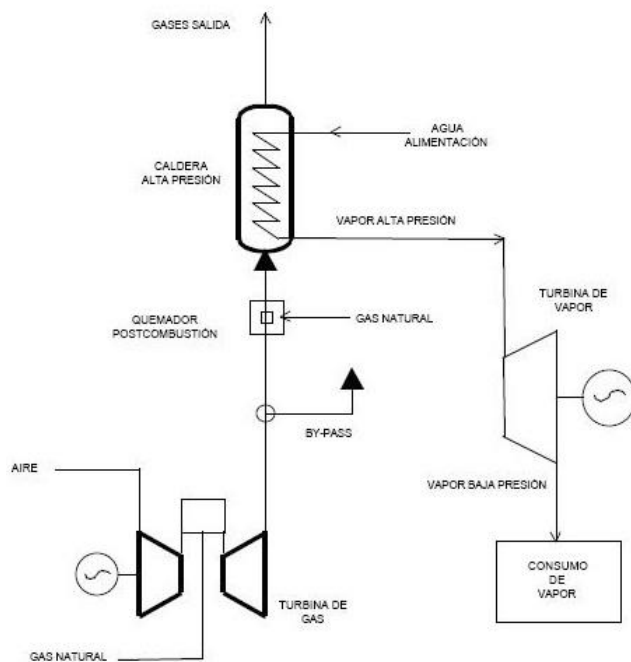 GASES SALIDA
CALDERA
ALTA PRESIÓN
AGUA
ALIMENTACIÓN
VAPOR ALTA PRESIÓN
QUEMADOR
POSTCOMBUSTIÓN
GAS NATURAL
TURBINA DE
VAPOR
BY-PASS
AIRE
VAPOR BAJA PRESIÓN
CONSUMO
DE
VAPOR
TURBINA DE
GAS
GAS NATURAL